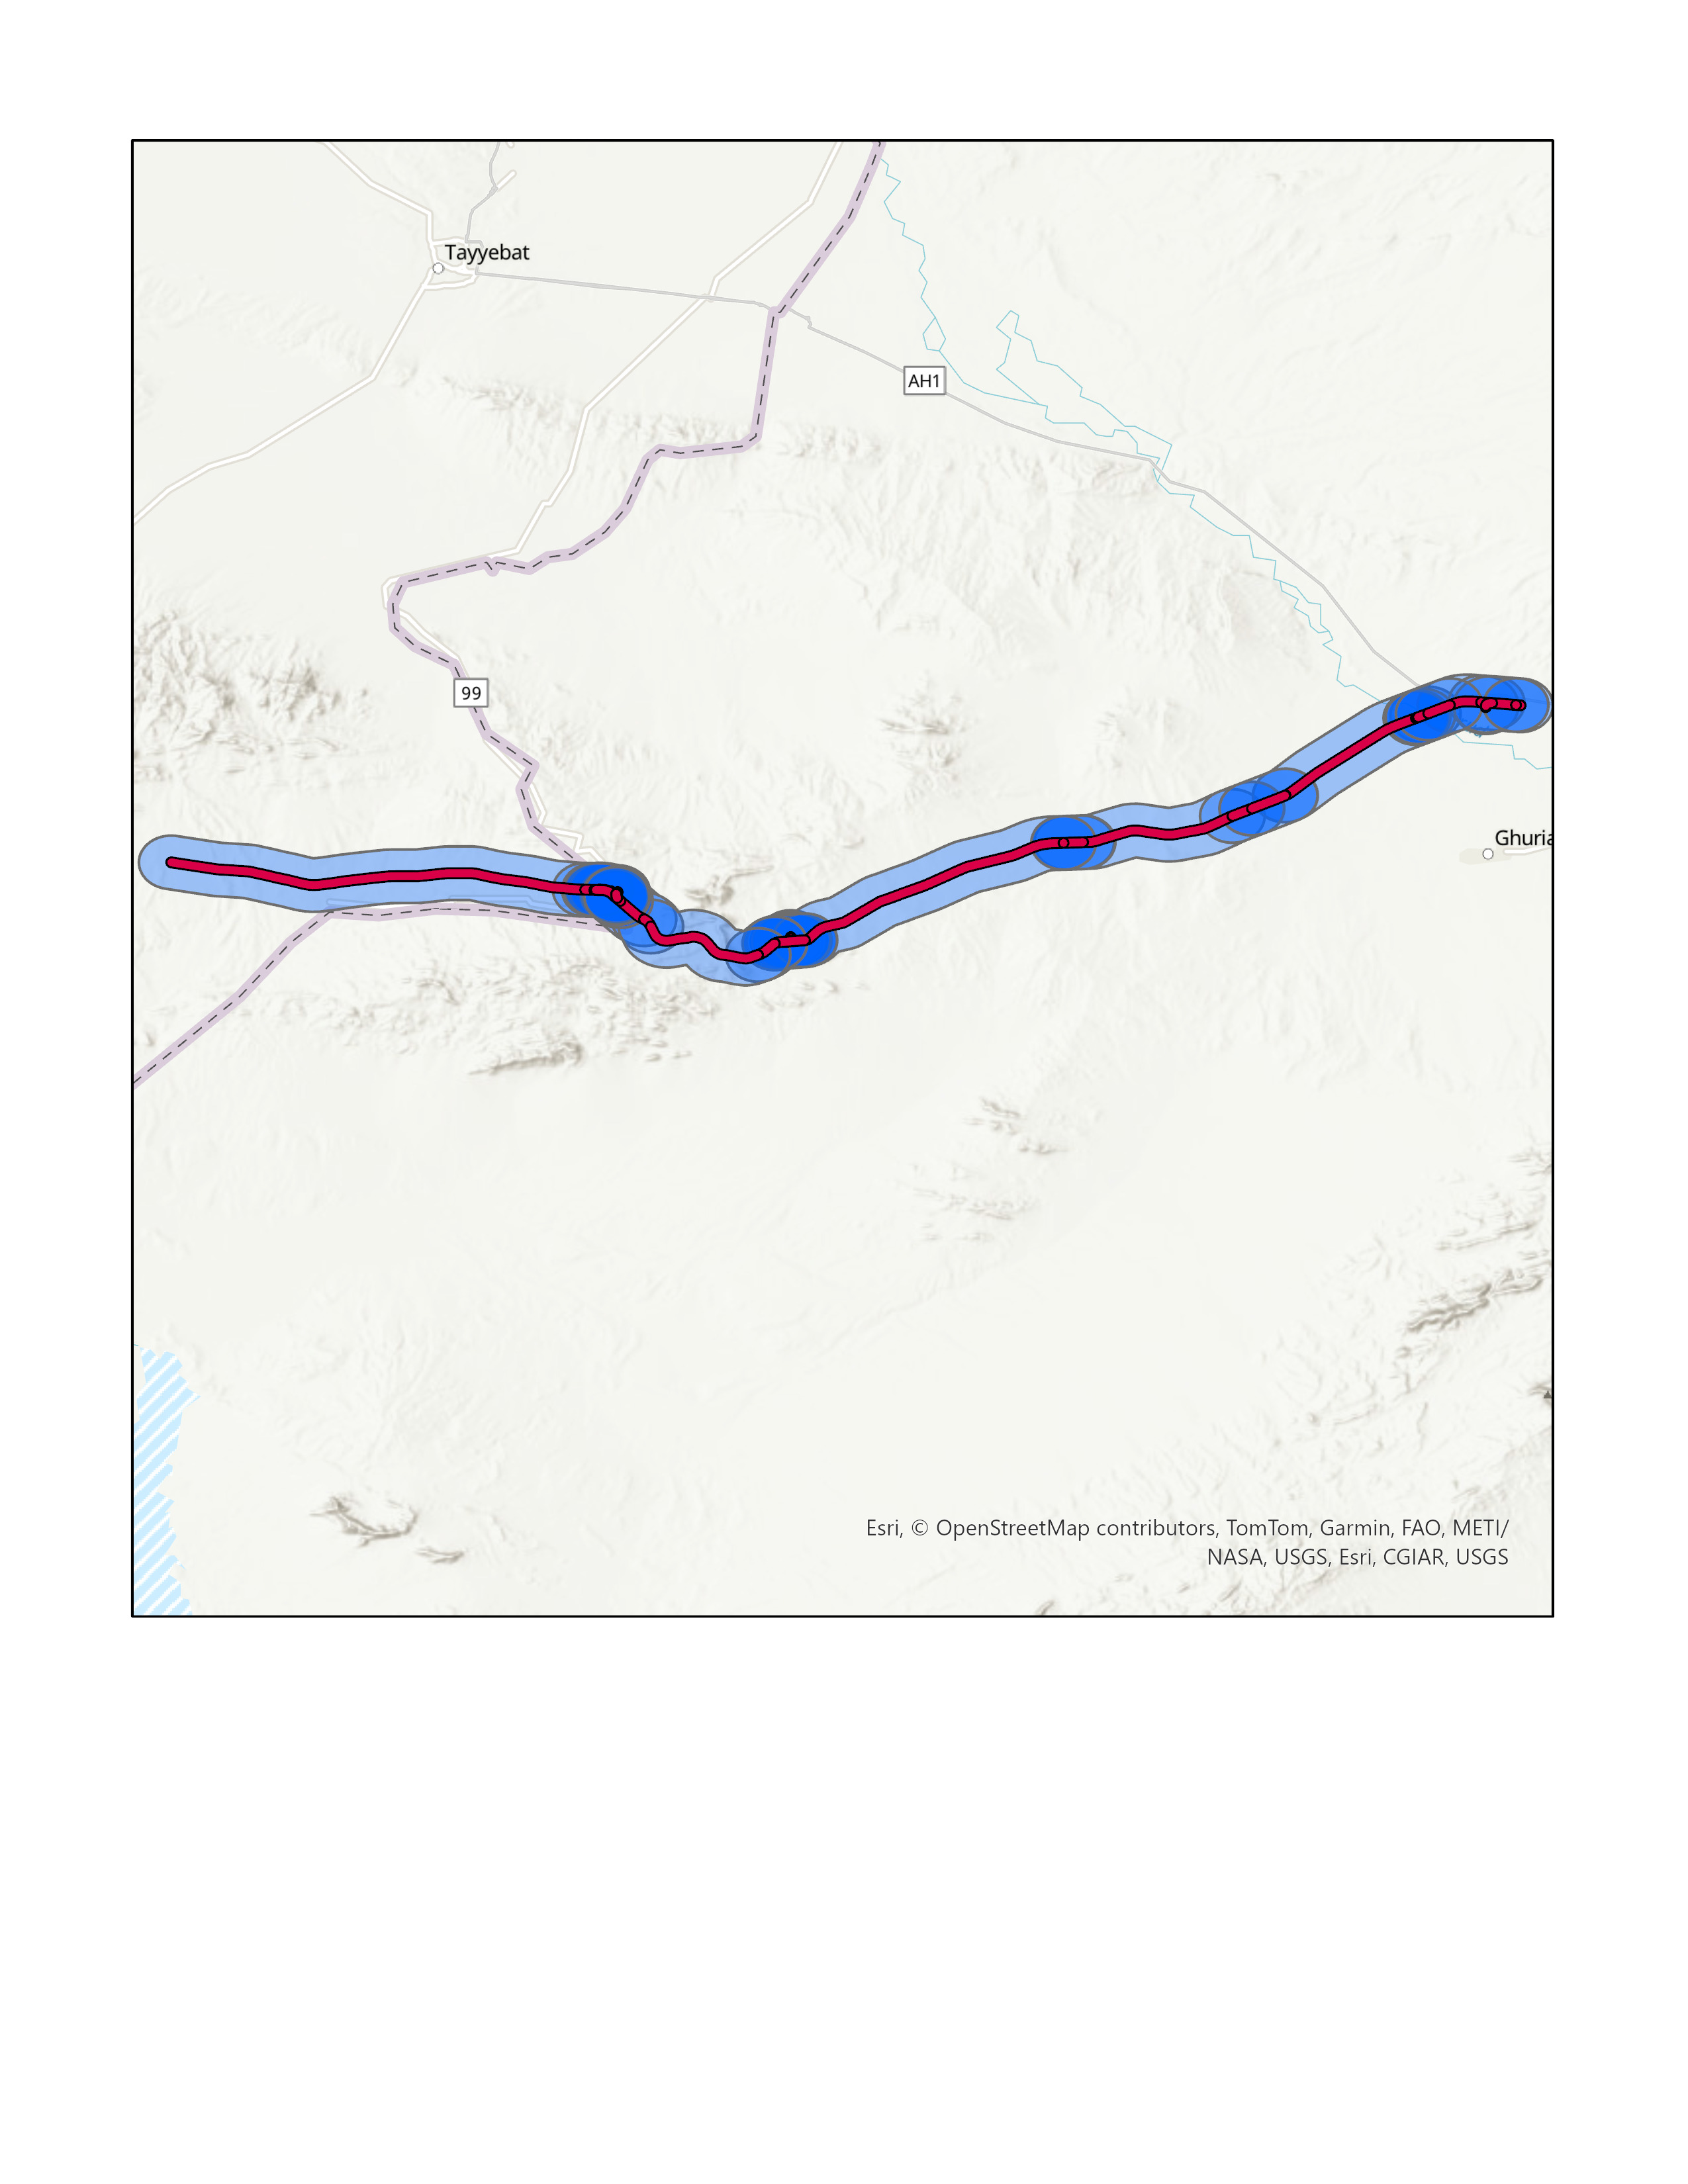 Tayyebat
AH1
99
Ghuria
Esri, © OpenStreetMap contributors, TomTom, Garmin, FAO, METI/
NASA, USGS, Esri, CGIAR, USGS